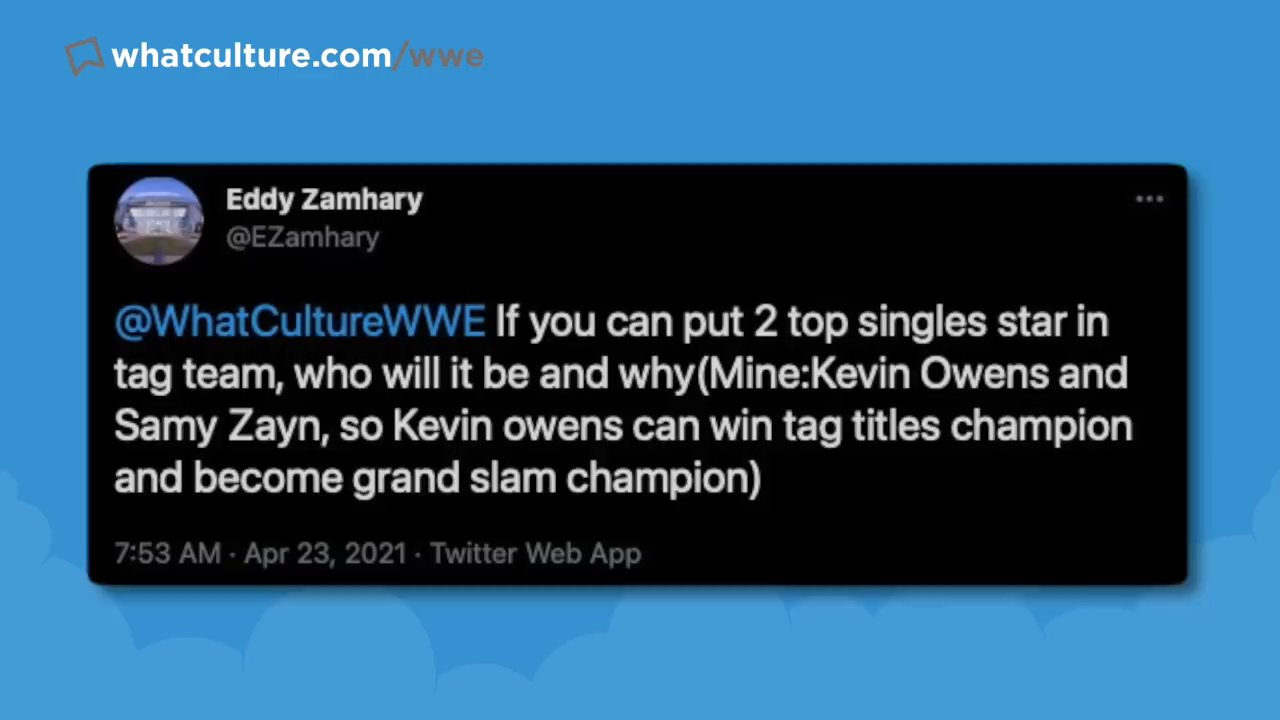 whatculture.com/wwe
Eddy Zamhary
@EZamhary
@WhatCultureWWE If you can put 2 top singles star in
tag team, who will it be and why(Mine:Kevin Owens and
Samy Zayn, so Kevin owens can win tag titles champion
and become grand slam champion)
7:53 AM · Apr 23, 2021 · Twitter Web App